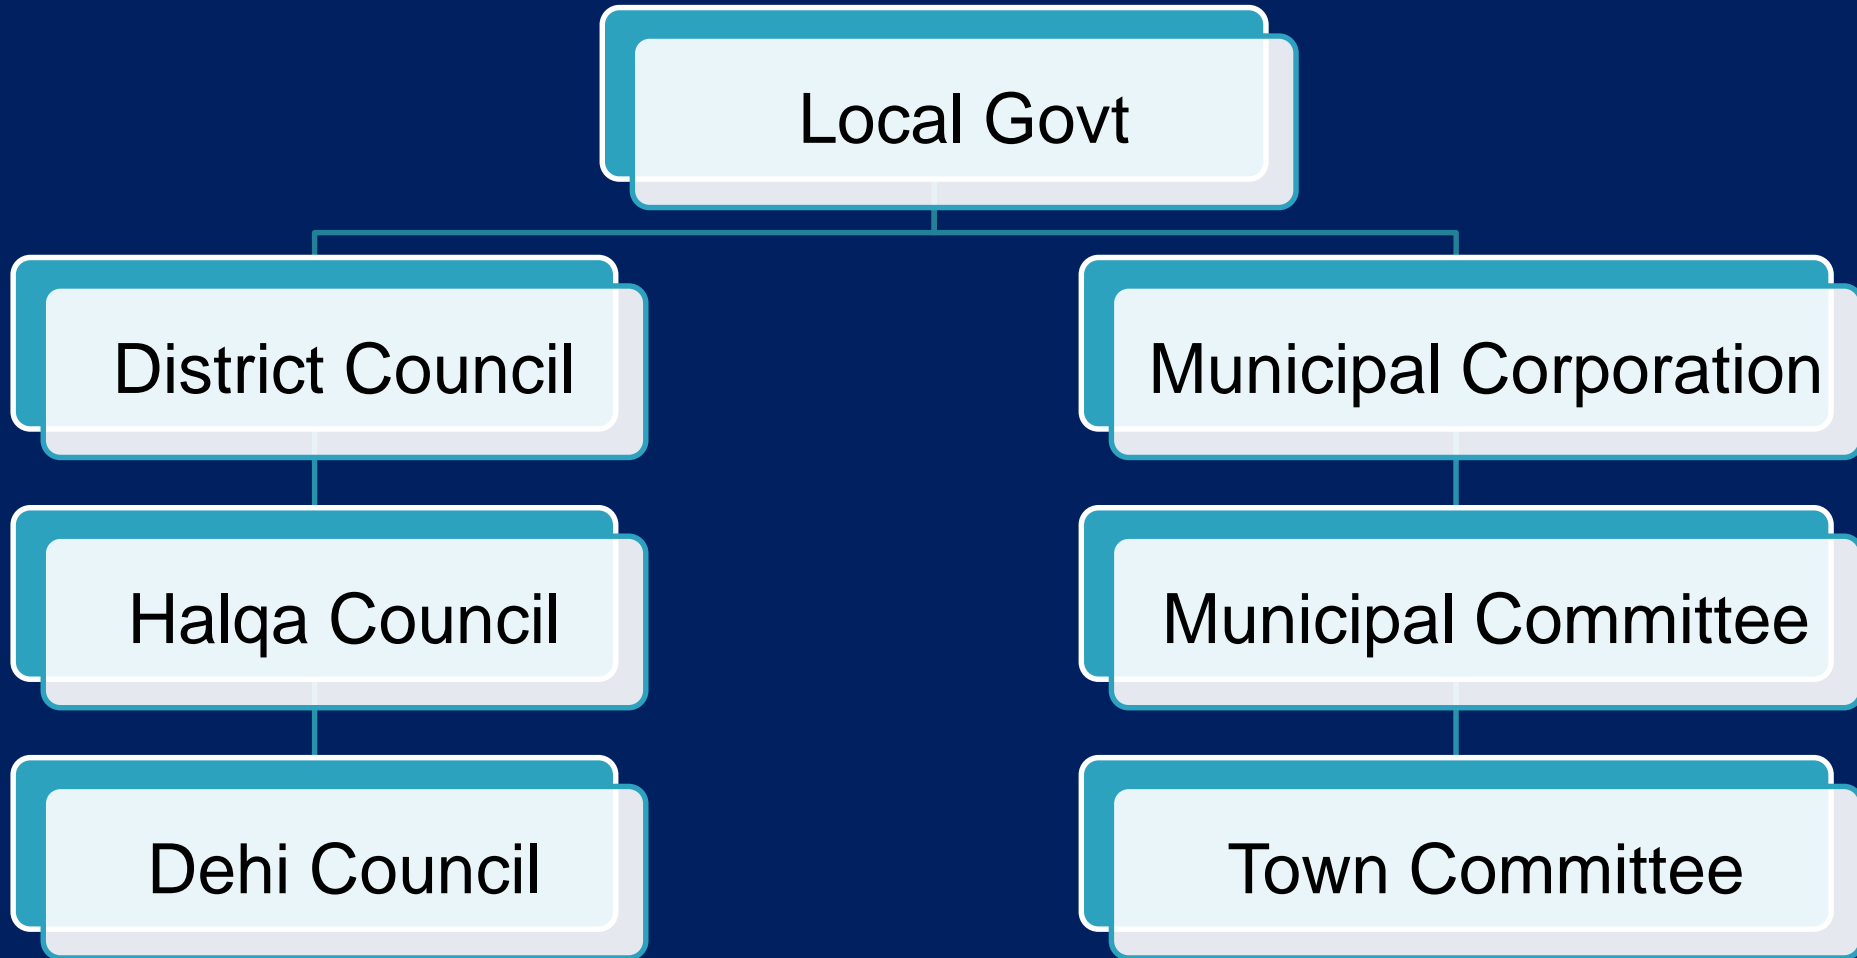 Local Govt
District Council
Municipal Corporation
Halqa Council
Municipal Committee
Dehi Council
Town Committee